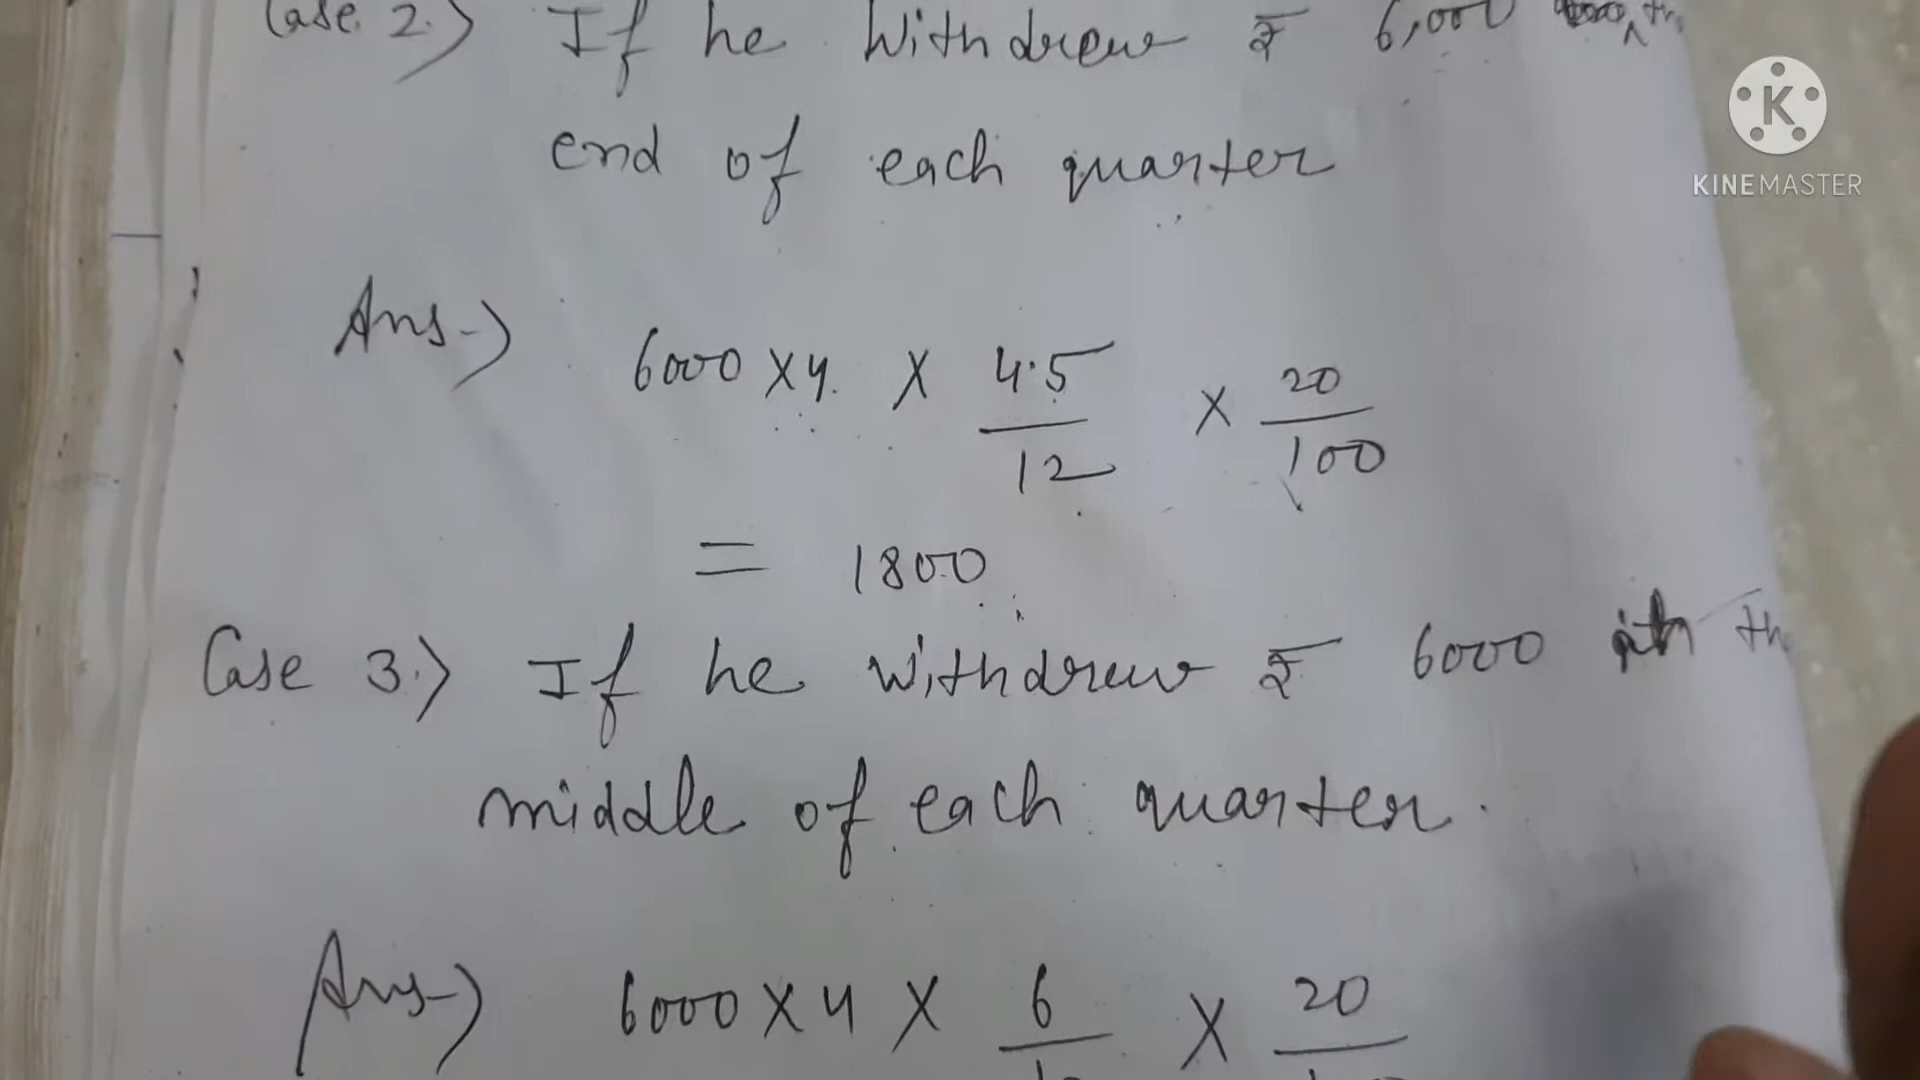 Case 2.) If he Withdrew ₹ 6,000
end of each quarter
K
KINEMASTER
Ans-) 6000 X 4 X 4.5/12 X 20/100
= 1800
Case 3.) If he Withdrew ₹ 6000 in th
middle of each quarter.
Ans-) 6000 X 4 X 6 X 20